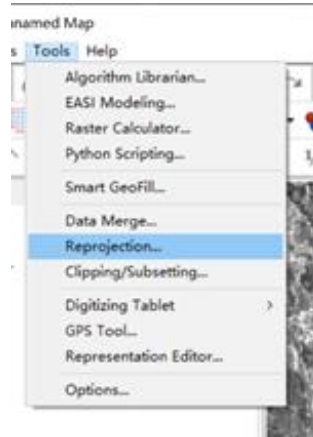 nnamed Map
s Tools Help
Algorithm Librarian...
EASI Modeling...
Raster Calculator...
Python Scripting...
Smart GeoFill...
Data Merge...
Reprojection...
Clipping/Subsetting...
Digitizing Tablet
GPS Tool...
Representation Editor...
Options...